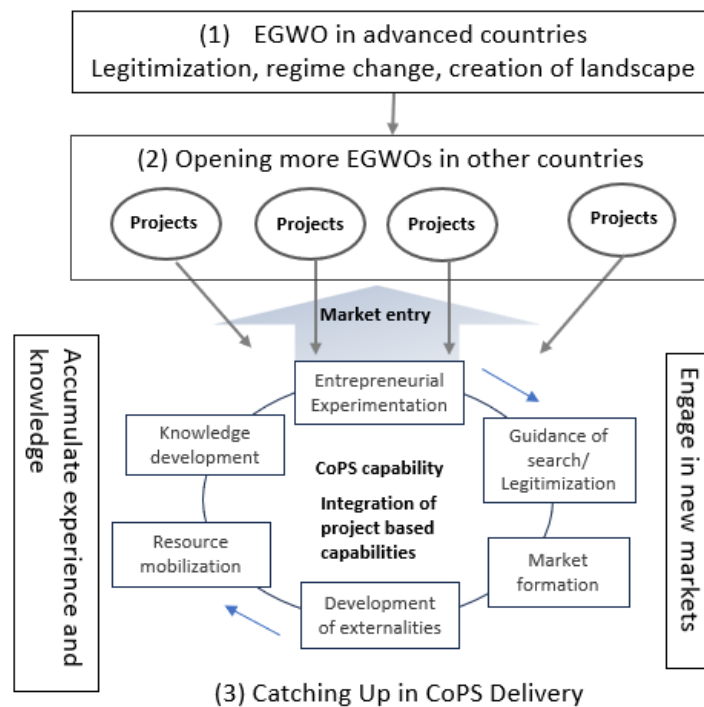 (1) EGWO in advanced countries
Legitimization, regime change, creation of landscape
(2) Opening more EGWOs in other countries
Projects
Projects
Projects
Projects
Market entry
Accumulate experience and
knowledge
Engage in new markets
Entrepreneurial
Experimentation
Knowledge
development
Guidance of
search/
Legitimization
CoPS capability
Integration of
project based
capabilities
Resource
mobilization
Market
formation
Development
of externalities
(3) Catching Up in CoPS Delivery